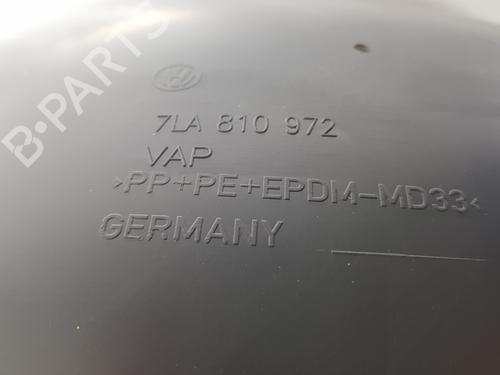 B-PARTS
7LA 810 972
VAP
>PP+PE+EPDM-MD33<
GERMANY